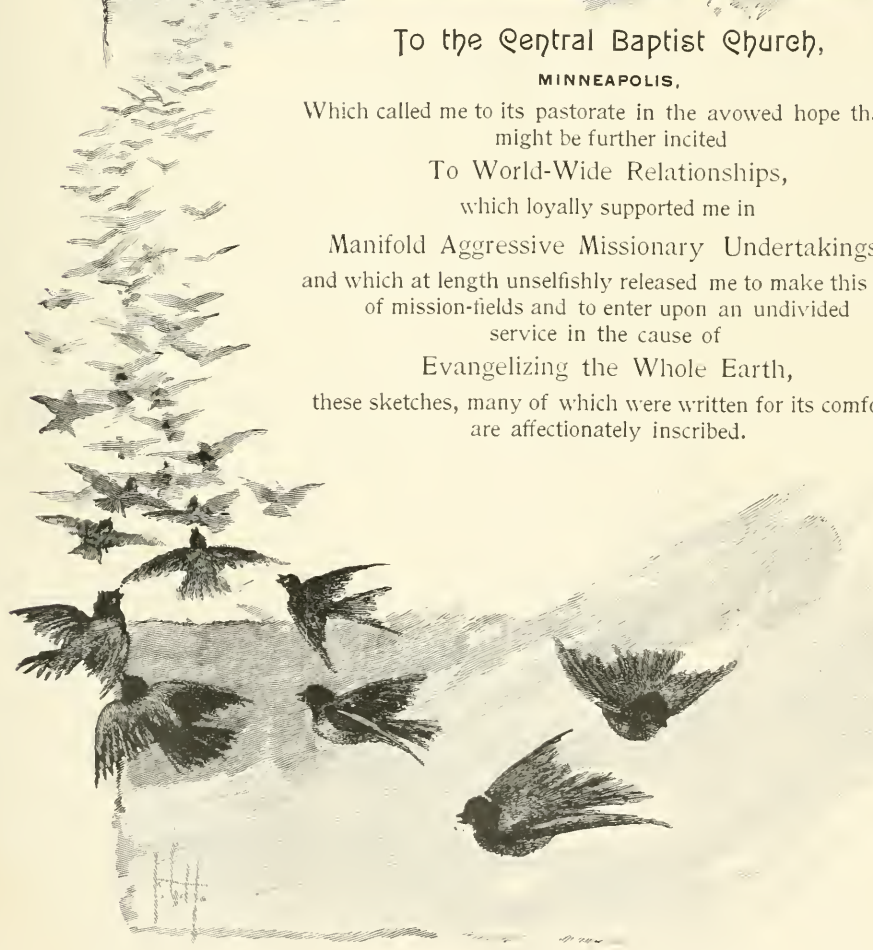 To the Central Baptist Church,
MINNEAPOLIS,
Which called me to its pastorate in the avowed hope
might be further incited
To World-Wide Relationships,
which loyally supported me in
Manifold Aggressive Missionary Undertakings
and which at length unselfishly released me to make this
of mission-fields and to enter upon an undivided
service in the cause of
Evangelizing the Whole Earth,
these sketches, many of which were written for its
are affectionately inscribed.